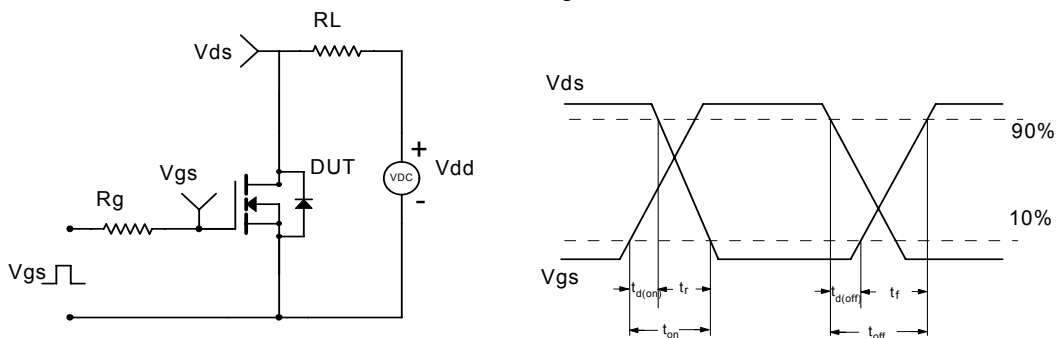 RL
Vds
Vgs
Rg
DUT
+
VDC
-
Vdd
Vgs
Vds
90%
10%
Vgs
td(on) tr td(off) tf
ton toff